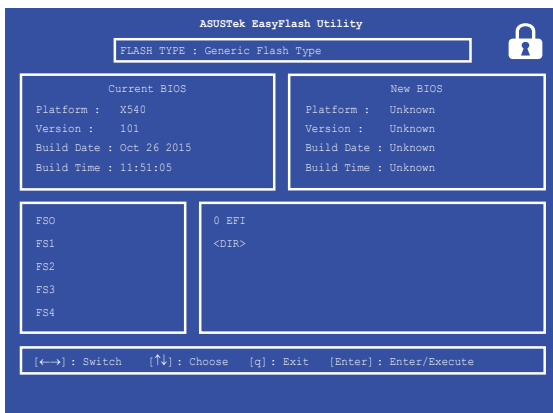 ASUSTek EasyFlash Utility
FLASH TYPE : Generic Flash Type
Current BIOS
Platform : X540
Version : 101
Build Date : Oct 26 2015
Build Time : 11:51:05
New BIOS
Platform : Unknown
Version : Unknown
Build Date : Unknown
Build Time : Unknown
FSO
FS1
FS2
FS3
FS4
0 EFI
<DIR>
[←→] : Switch [↑↓] : Choose [q] : Exit [Enter] : Enter/Execute